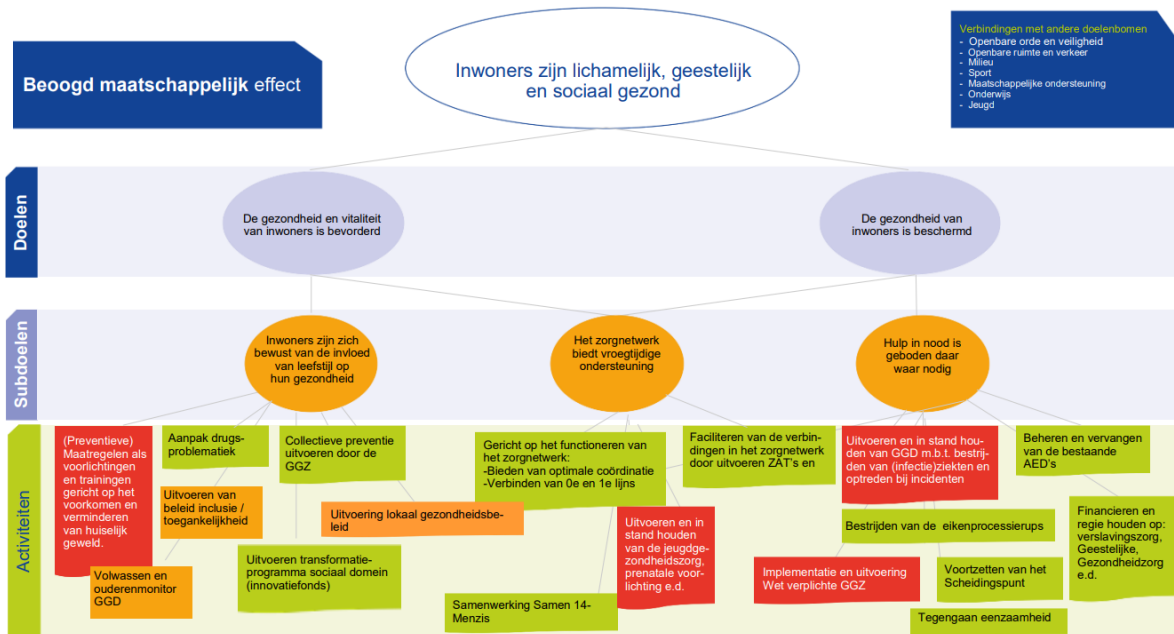 Beoogd maatschappelijk effect
Inwoners zijn lichamelijk, geestelijk
en sociaal gezond
Verbindingen met andere doelenbomen
- Openbare orde en veiligheid
- Openbare ruimte en verkeer
- Milieu
- Sport
- Maatschappelijke ondersteuning
- Onderwijs
- Jeugd
Doelen
De gezondheid en vitaliteit
van inwoners is bevorderd
De gezondheid van
inwoners is beschermd
Subdoelen
Inwoners zijn zich
bewust van de invloed
van leefstijl op
hun gezondheid
Het zorgnetwerk
biedt vroegtijdige
ondersteuning
Hulp in nood is
geboden daar
waar nodig
Activiteiten
(Preventieve)
Maatregelen als
voorlichtingen
en trainingen
gericht op het
voorkomen en
verminderen
van huiselijk
geweld.
Aanpak drugs-
problematiek
Collectieve preventie
uitvoeren door de
GGZ
Uitvoeren van
beleid inclusie /
toegankelijkheid
Uitvoering lokaal gezondheidsbe-
leid
Volwassen en
ouderenmonitor
GGD
Uitvoeren transformatie-
programma sociaal domein
(innovatiefonds)
Gericht op het functioneren van
het zorgnetwerk:
-Bieden van optimale coördinatie
-Verbinden van 0e en 1e lijns
Faciliteren van de verbin-
dingen in het zorgnetwerk
door uitvoeren ZAT's en
Uitvoeren en in
stand houden
van de jeugdge-
zondheidszorg,
prenatale voor-
lichting e.d.
Samenwerking Samen 14-
Menzis
Uitvoeren en in stand hou-
den van GGD m.b.t. bestrij-
den van (infectie)ziekten en
optreden bij incidenten
Beheren en vervangen
van de bestaande
AED's
Bestrijden van de eikenprocessierups
Financieren en
regie houden op:
verslavingszorg,
Geestelijke,
Gezondheidzorg
e.d.
Implementatie en uitvoering
Wet verplichte GGZ
Voortzetten van het
Scheidingspunt
Tegengaan eenzaamheid